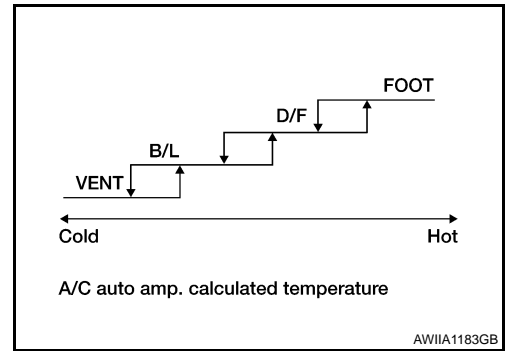 FOOT
D/F
B/L
VENT
Cold Hot
A/C auto amp. calculated temperature
AWIIA1183GB